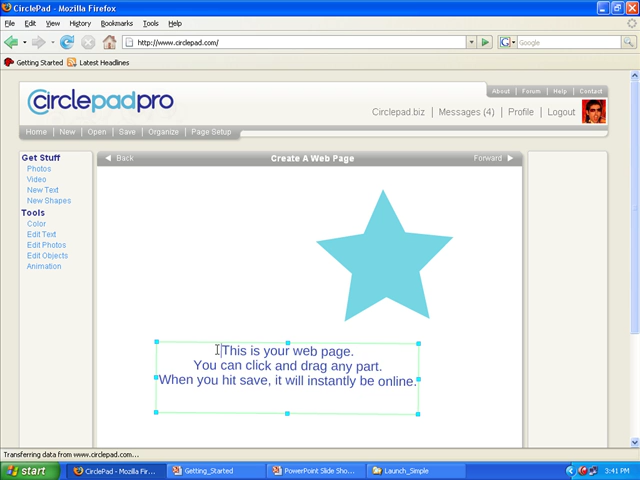 CirclePad - Mozilla Firefox
File Edit View History Bookmarks Tools Help
http://www.circlepad.com/
Google
Getting Started Latest Headlines
About Forum Help Contact
circlepadpro
Circlepad.biz Messages (4) Profile Logout
Home New Open Save Organize Page Setup
Get Stuff
Photos
Video
New Text
New Shapes
Tools
Color
Edit Text
Edit Photos
Edit Objects
Animation
Back Create A Web Page Forward
This is your web page.
You can click and drag any part.
When you hit save, it will instantly be online.
Transferring data from www.circlepad.com...
start CirclePad - Mozilla Fi... Getting_Started PowerPoint Slide Sho... Launch_Simple 3:41 PM